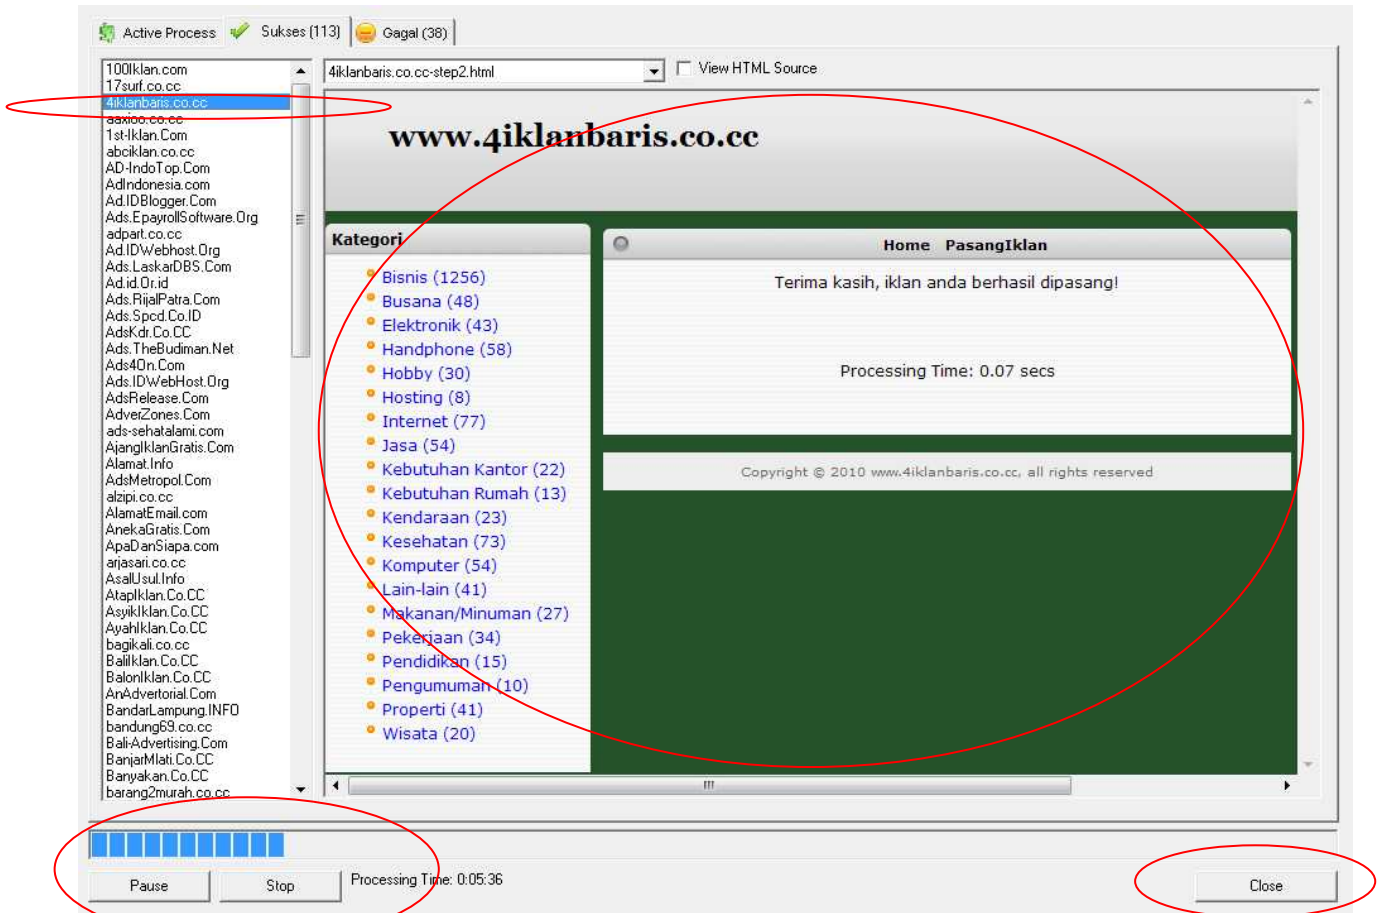 Active Process Sukses (113) Gagal (38)
4iklanbaris.co.cc-step2.html View HTML Source
100Iklan.com
17surf.co.cc
4iklanbaris.co.cc
aaxioo.co.cc
1st-Iklan.Com
abciklan.co.cc
AD-IndoTop.Com
AdIndonesia.com
Ad.IDBlogger.Com
Ads.EpayrollSoftware.Org
adpart.co.cc
Ad.IDWebhost.Org
Ads.LaskarDBS.Com
Ad.id.Or.id
Ads.RijalPatra.Com
Ads.Spcd.Co.ID
AdsKdr.Co.CC
Ads.TheBudiman.Net
Ads4On.Com
Ads.IDWebHost.Org
AdsRelease.Com
AdverZones.Com
ads-sehatalami.com
AjangIklanGratis.Com
Alamat.Info
AdsMetropol.Com
alzipi.co.cc
AlamatEmail.com
AnekaGratis.Com
ApaDanSiapa.com
arjasari.co.cc
AsalUsul.Info
AtapIklan.Co.CC
AsyikIklan.Co.CC
AyahIklan.Co.CC
bagikali.co.cc
BaliIklan.Co.CC
BalonIklan.Co.CC
AnAdvertorial.Com
BandarLampung.INFO
bandung69.co.cc
Bali-Advertising.Com
BanjarMlati.Co.CC
Banyakan.Co.CC
barang2murah.co.cc
www.4iklanbaris.co.cc
Kategori
Bisnis (1256)
Busana (48)
Elektronik (43)
Handphone (58)
Hobby (30)
Hosting (8)
Internet (77)
Jasa (54)
Kebutuhan Kantor (22)
Kebutuhan Rumah (13)
Kendaraan (23)
Kesehatan (73)
Komputer (54)
Lain-lain (41)
Makanan/Minuman (27)
Pekerjaan (34)
Pendidikan (15)
Pengumuman (10)
Properti (41)
Wisata (20)
Home PasangIklan
Terima kasih, iklan anda berhasil dipasang!
Processing Time: 0.07 secs
Copyright © 2010 www.4iklanbaris.co.cc, all rights reserved
Pause Stop Processing Time: 0:05:36 Close